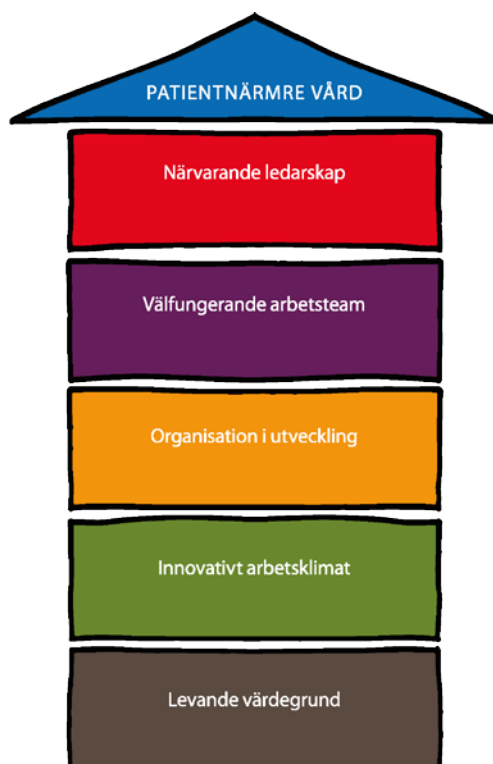 PATIENTNÄRMRE VÅRD
Närvarande ledarskap
Välfungerande arbetsteam
Organisation i utveckling
Innovativt arbetsklimat
Levande värdegrund